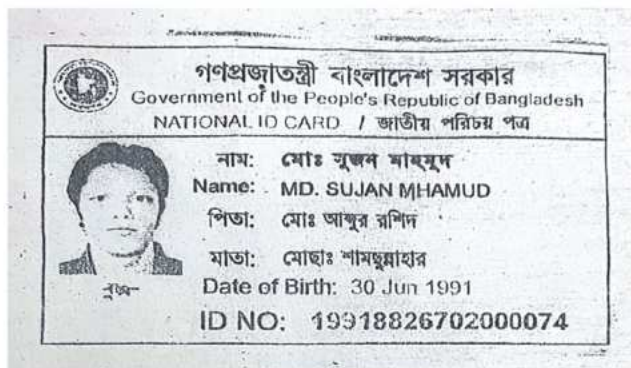 গণপ্রজাতন্ত্রী বাংলাদেশ সরকার
Government of the People's Republic of Bangladesh
NATIONAL ID CARD / জাতীয় পরিচয় পত্র
নাম: মোঃ সুজন মাহমুদ
Name: MD. SUJAN MHAMUD
পিতা: মোঃ আব্দুর রশিদ
মাতা: মোছাঃ শামছুন্নাহার
Date of Birth: 30 Jun 1991
ID NO: 19918826702000074